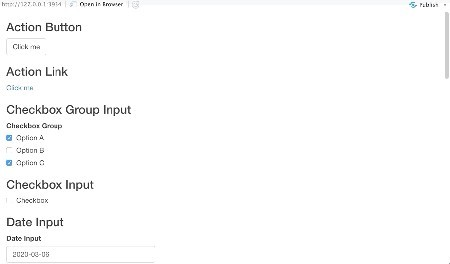 http://127.0.0.1:3914 Open in Browser Publish
Action Button
Click me
Action Link
Click me
Checkbox Group Input
Checkbox Group
Option A
Option B
Option C
Checkbox Input
Checkbox
Date Input
Date Input
2020-03-06